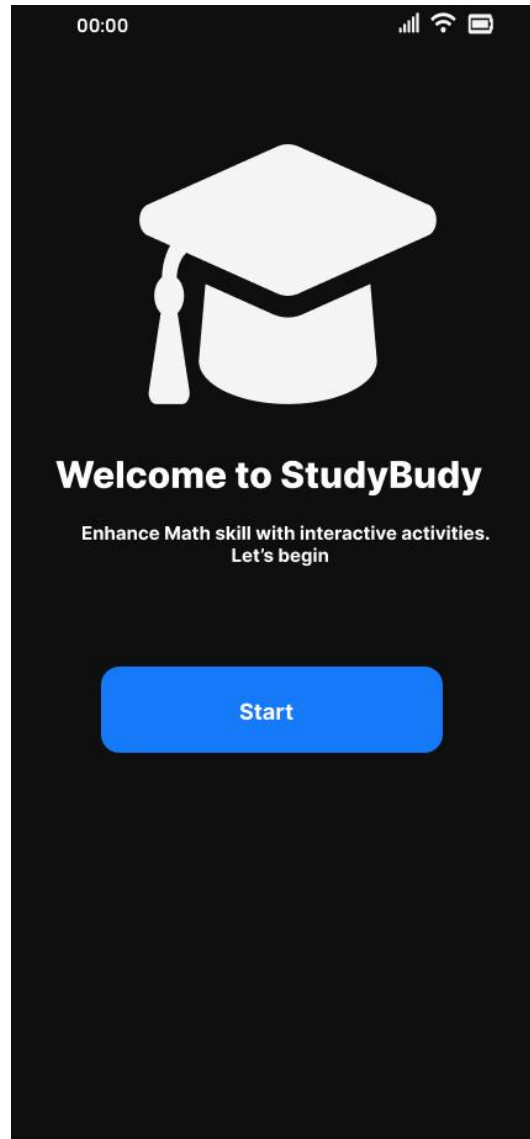 00:00
Welcome to StudyBudy
Enhance Math skill with interactive activities.
Let's begin
Start